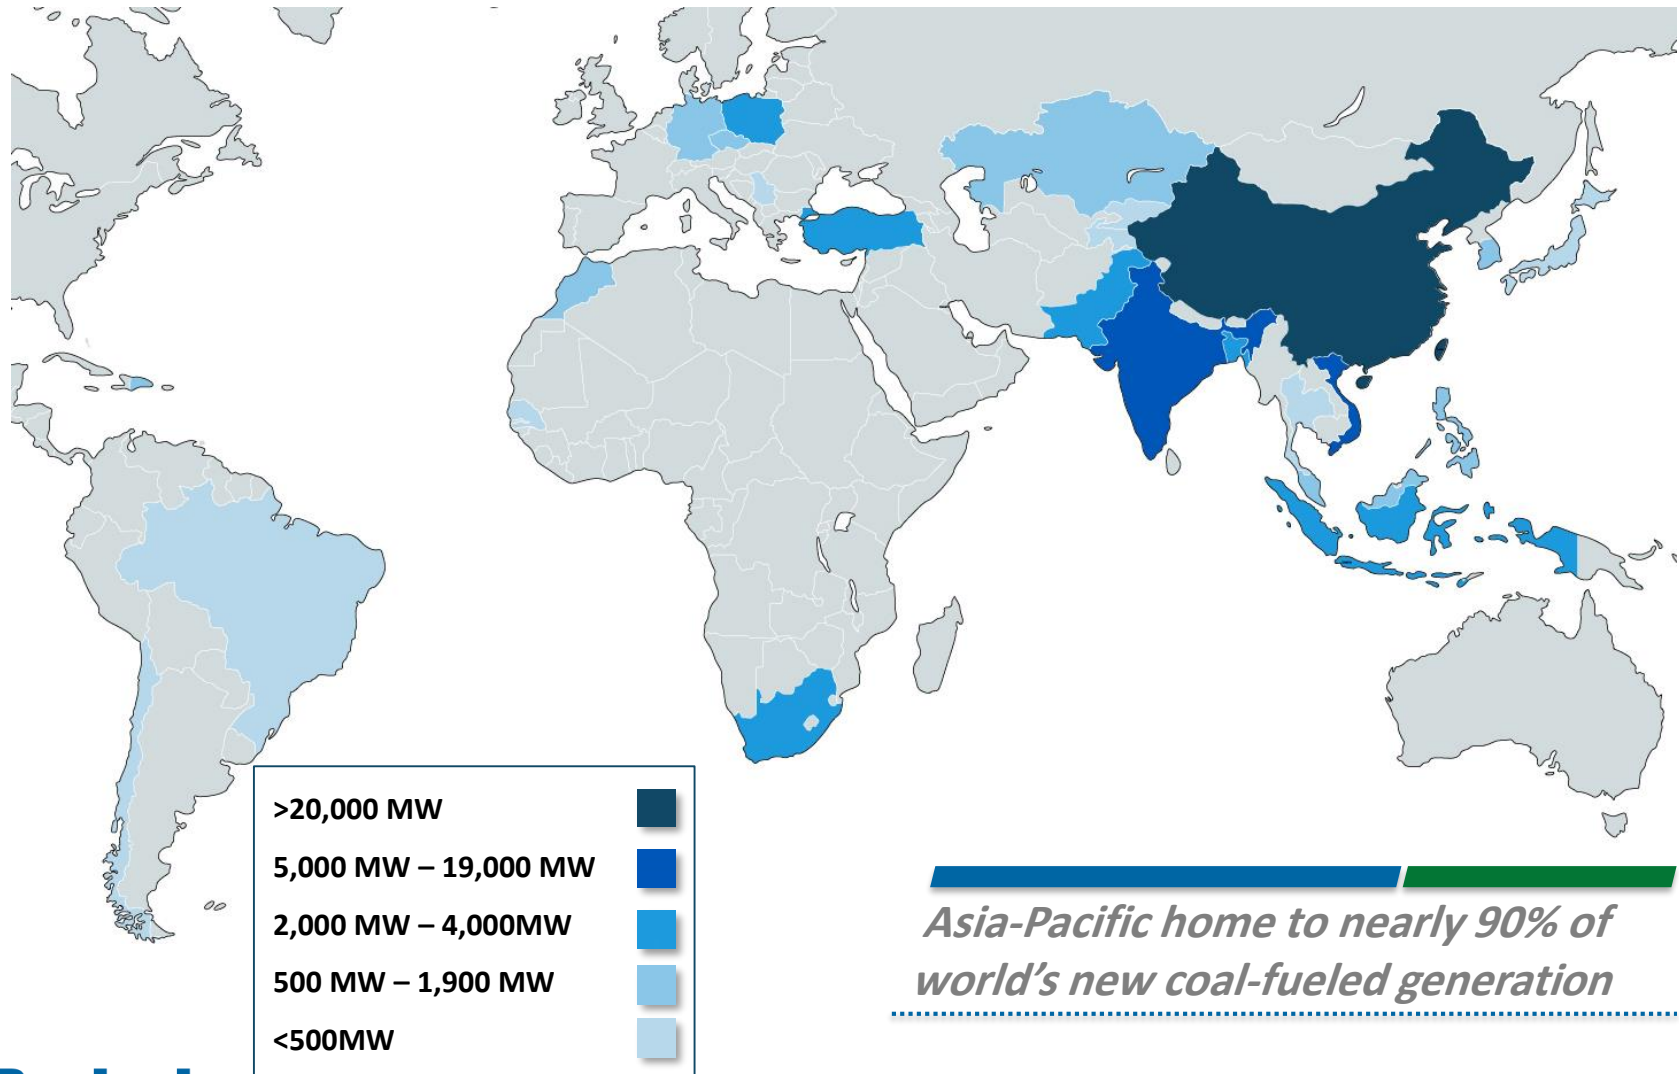 >20,000 MW
5,000 MW – 19,000 MW
2,000 MW – 4,000MW
500 MW – 1,900 MW
<500MW
Asia-Pacific home to nearly 90% of
world's new coal-fueled generation